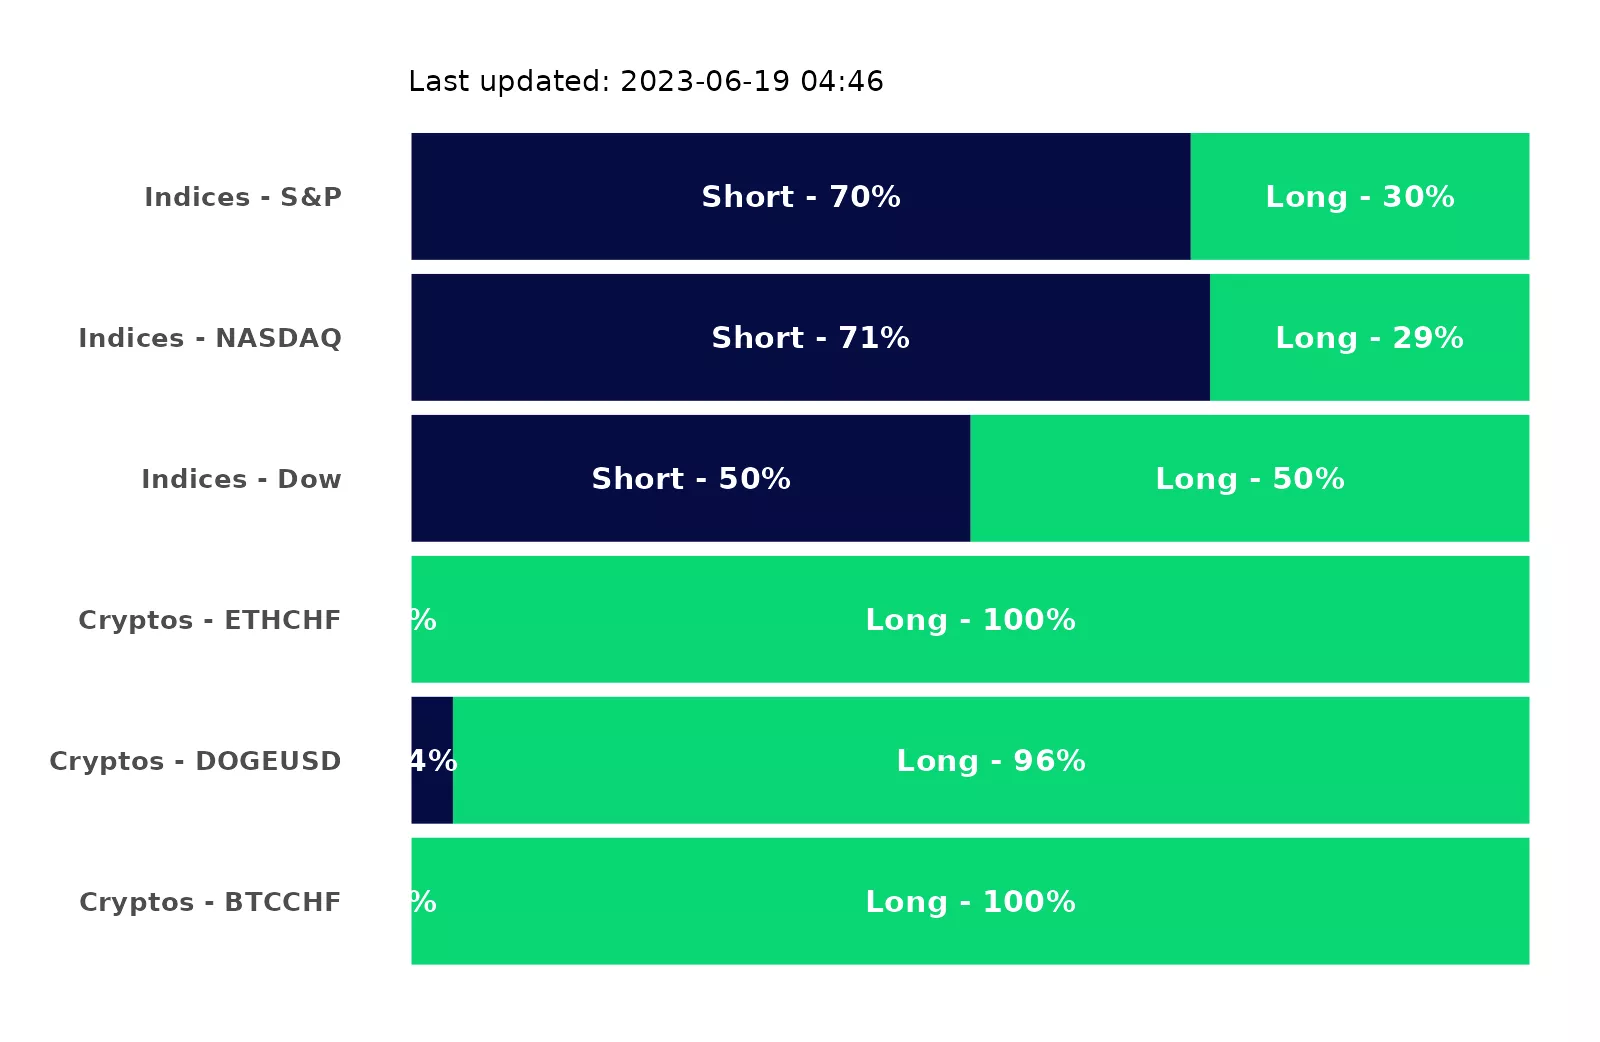 Last updated: 2023-06-19 04:46
Indices - S&P
Short - 70%
Long - 30%
Indices - NASDAQ
Short - 71%
Long - 29%
Indices - Dow
Short - 50%
Long - 50%
Cryptos - ETHCHF
%
Long - 100%
Cryptos - DOGEUSD
4%
Long - 96%
Cryptos - BTCCHF
%
Long - 100%